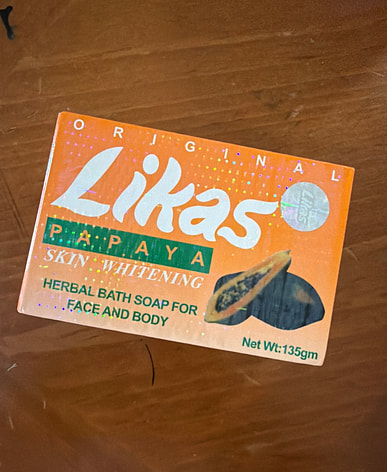 ORIGINAL
Likas
PAPAYA
SKIN WHITENING
HERBAL BATH SOAP FOR
FACE AND BODY
Net Wt:135gm